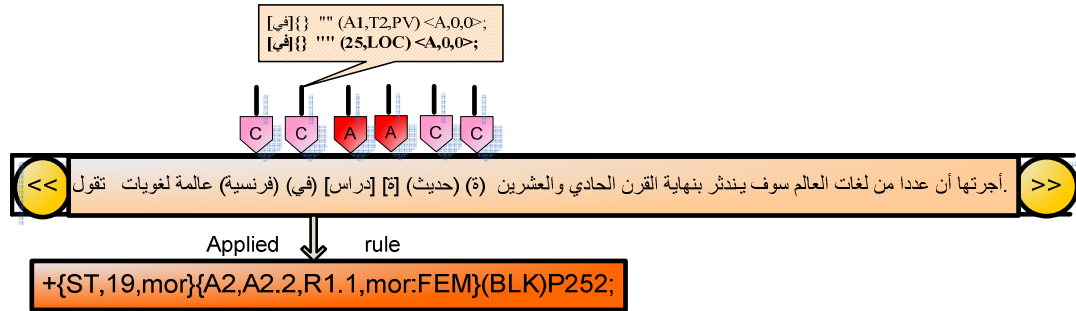 [في]{} "" (A1,T2,PV) <A,0,0>;
[في]{} "" (25,LOC) <A,0,0>;
C C A A C C
<< تقول عالمة لغويات (فرنسية) (في) [دراس] [ة] (حديث) (ة) أجرتها أن عددا من لغات العالم سوف يندثر بنهاية القرن الحادي والعشرين. >>
Applied rule
+{ST,19,mor}{A2,A2.2,R1.1,mor:FEM}(BLK)P252;